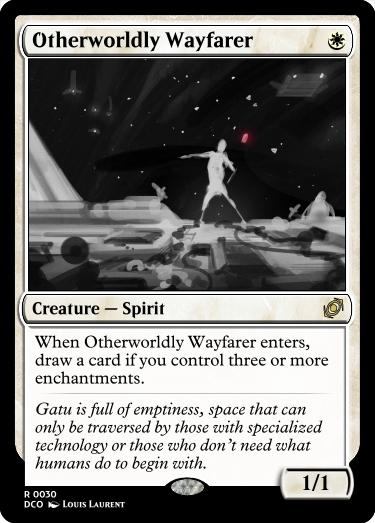 Otherworldly Wayfarer
Creature — Spirit
When Otherworldly Wayfarer enters,
draw a card if you control three or more
enchantments.
Gatu is full of emptiness, space that can
only be traversed by those with specialized
technology or those who don't need what
humans do to begin with.
1/1
R 0030
DCO Louis Laurent